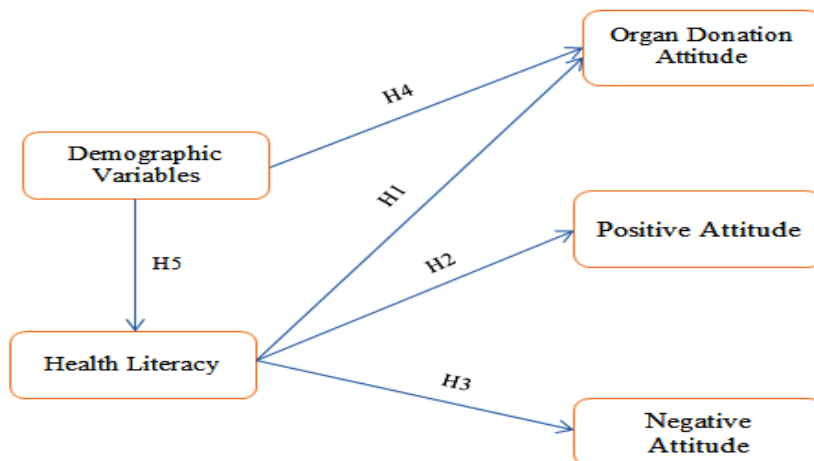 Organ Donation
Attitude
H4
Demographic
Variables
H1
Positive Attitude
H2
H5
Health Literacy
H3
Negative
Attitude